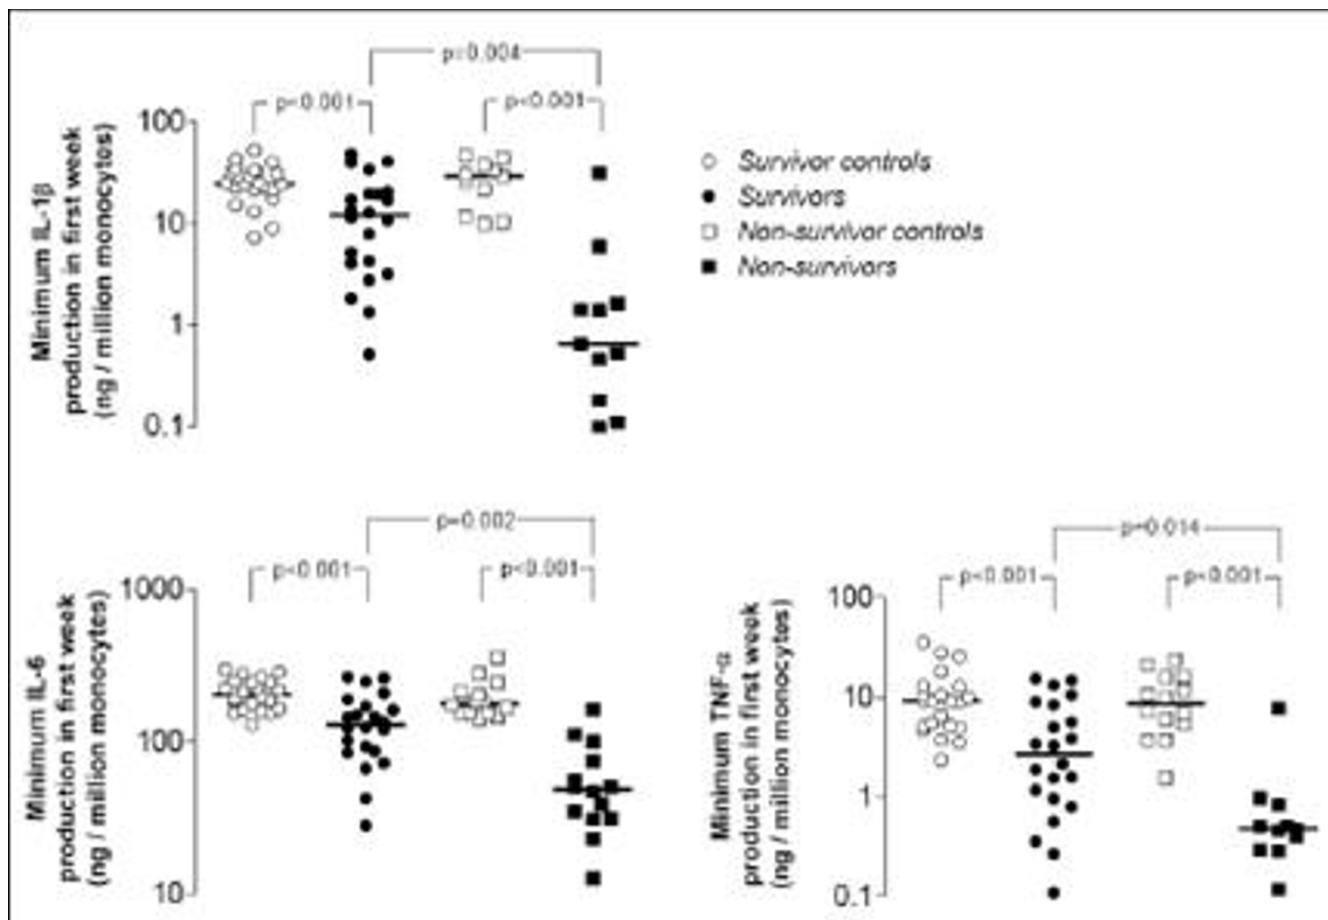 p=0.004
p<0.001
p<0.001
Minimum IL-1β
production in first week
(ng / million monocytes)
100
10
1
0.1
Survivor controls
Survivors
Non-survivor controls
Non-survivors
p=0.002
p<0.001
p<0.001
Minimum IL-6
production in first week
(ng / million monocytes)
1000
100
10
p=0.014
p<0.001
p<0.001
Minimum TNF-α
production in first week
(ng / million monocytes)
100
10
1
0.1